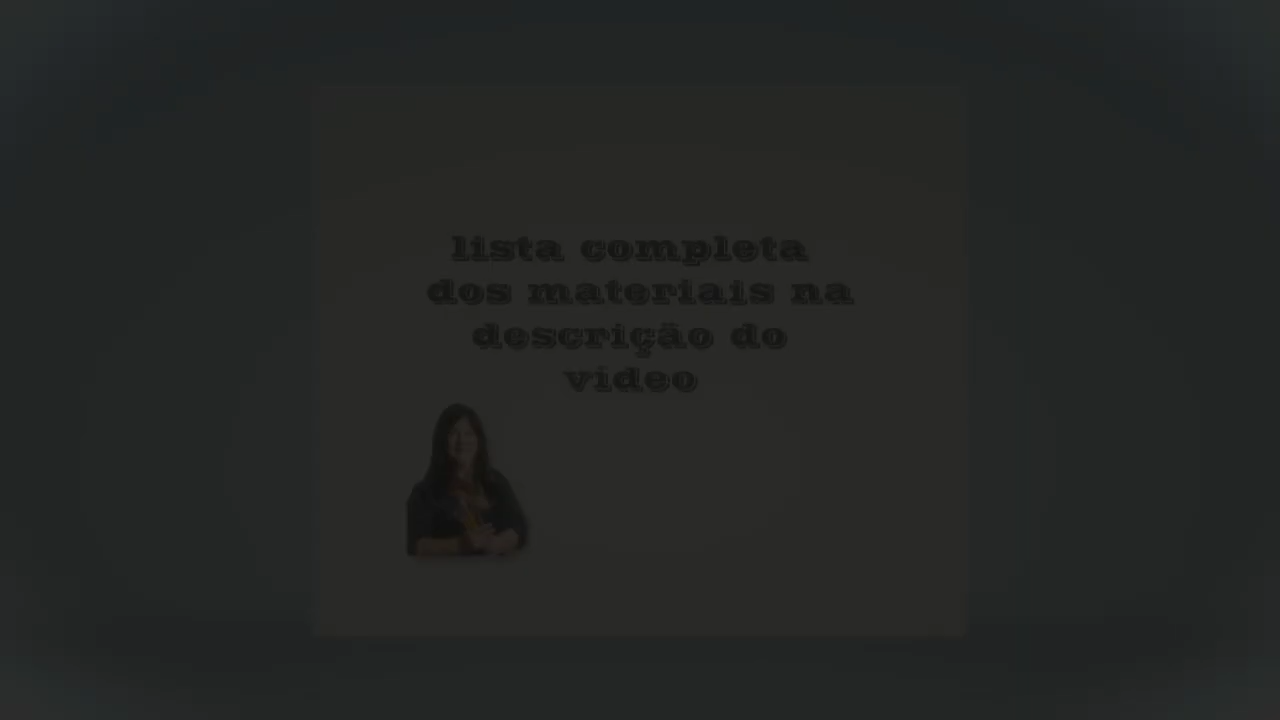 lista completa
dos materiais na
descrição do
video